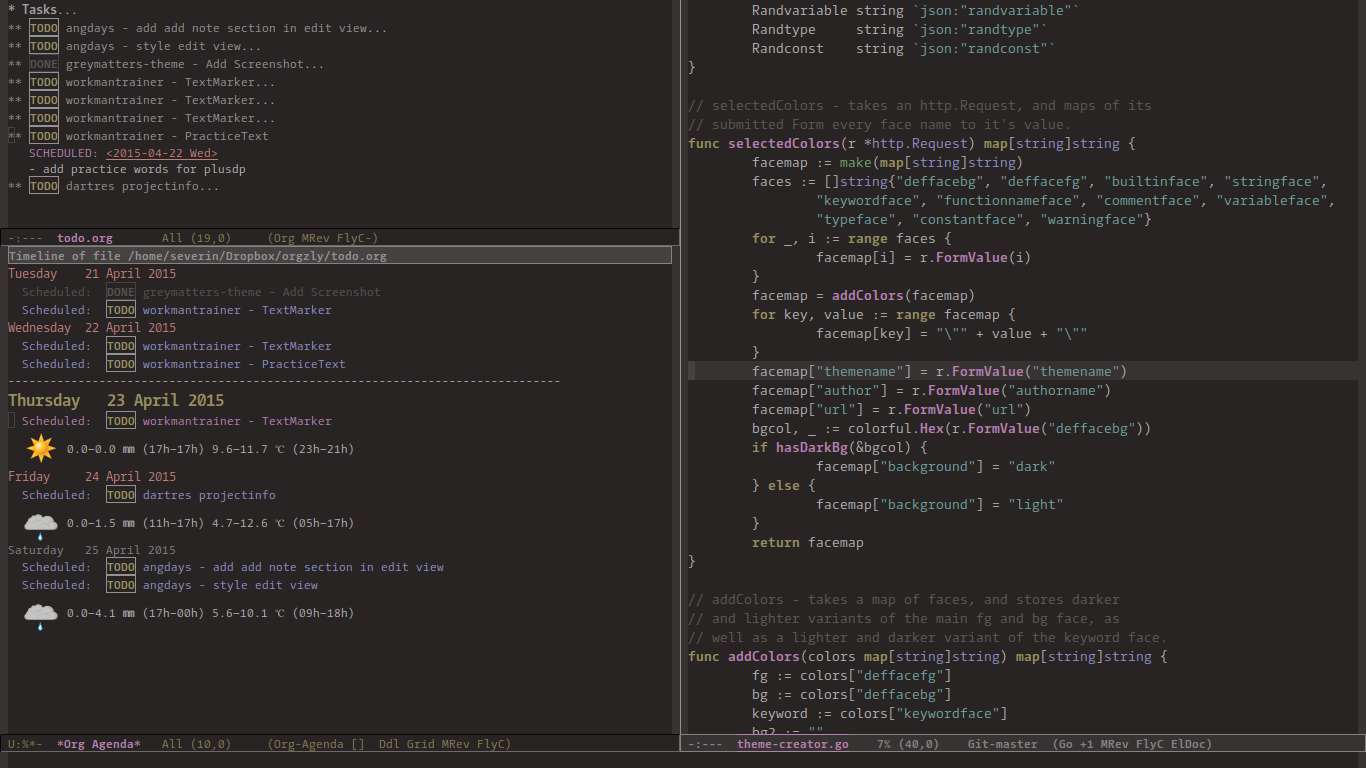 * Tasks...
** TODO angdays - add add note section in edit view...
** TODO angdays - style edit view...
** DONE greymatters-theme - Add Screenshot...
** TODO workmantrainer - TextMarker...
** TODO workmantrainer - TextMarker...
** TODO workmantrainer - TextMarker...
** TODO workmantrainer - PracticeText
SCHEDULED: <2015-04-22 Wed>
- add practice words for plusdp
** TODO dartres projectinfo...
-:--- todo.org All (19,0) (Org MRev FlyC-)
Timeline of file /home/severin/Dropbox/orgzly/todo.org
Tuesday 21 April 2015
Scheduled: DONE greymatters-theme - Add Screenshot
Scheduled: TODO workmantrainer - TextMarker
Wednesday 22 April 2015
Scheduled: TODO workmantrainer - TextMarker
Scheduled: TODO workmantrainer - PracticeText
-------------------------------------------------------------------------------
Thursday 23 April 2015
Scheduled: TODO workmantrainer - TextMarker
0.0–0.0 mm (17h–17h) 9.6–11.7 ℃ (23h–21h)
Friday 24 April 2015
Scheduled: TODO dartres projectinfo
0.0–1.5 mm (11h–17h) 4.7–12.6 ℃ (05h–17h)
Saturday 25 April 2015
Scheduled: TODO angdays - add add note section in edit view
Scheduled: TODO angdays - style edit view
0.0–4.1 mm (17h–00h) 5.6–10.1 ℃ (09h–18h)
U:%*- *Org Agenda* All (10,0) (Org-Agenda [] Ddl Grid MRev FlyC)
Randvariable string `json:"randvariable"`
Randtype string `json:"randtype"`
Randconst string `json:"randconst"`
}
// selectedColors - takes an http.Request, and maps of its
// submitted Form every face name to it's value.
func selectedColors(r *http.Request) map[string]string {
facemap := make(map[string]string)
faces := []string{"deffacebg", "deffacefg", "builtinface", "stringface",
"keywordface", "functionnameface", "commentface", "variableface",
"typeface", "constantface", "warningface"}
for _, i := range faces {
facemap[i] = r.FormValue(i)
}
facemap = addColors(facemap)
for key, value := range facemap {
facemap[key] = "\"" + value + "\""
}
facemap["themename"] = r.FormValue("themename")
facemap["author"] = r.FormValue("authorname")
facemap["url"] = r.FormValue("url")
bgcol, _ := colorful.Hex(r.FormValue("deffacebg"))
if hasDarkBg(&bgcol) {
facemap["background"] = "dark"
} else {
facemap["background"] = "light"
}
return facemap
}
// addColors - takes a map of faces, and stores darker
// and lighter variants of the main fg and bg face, as
// well as a lighter and darker variant of the keyword face.
func addColors(colors map[string]string) map[string]string {
fg := colors["deffacefg"]
bg := colors["deffacebg"]
keyword := colors["keywordface"]
bg2 := ""
-:--- theme-creator.go 7% (40,0) Git-master (Go +1 MRev FlyC ElDoc)